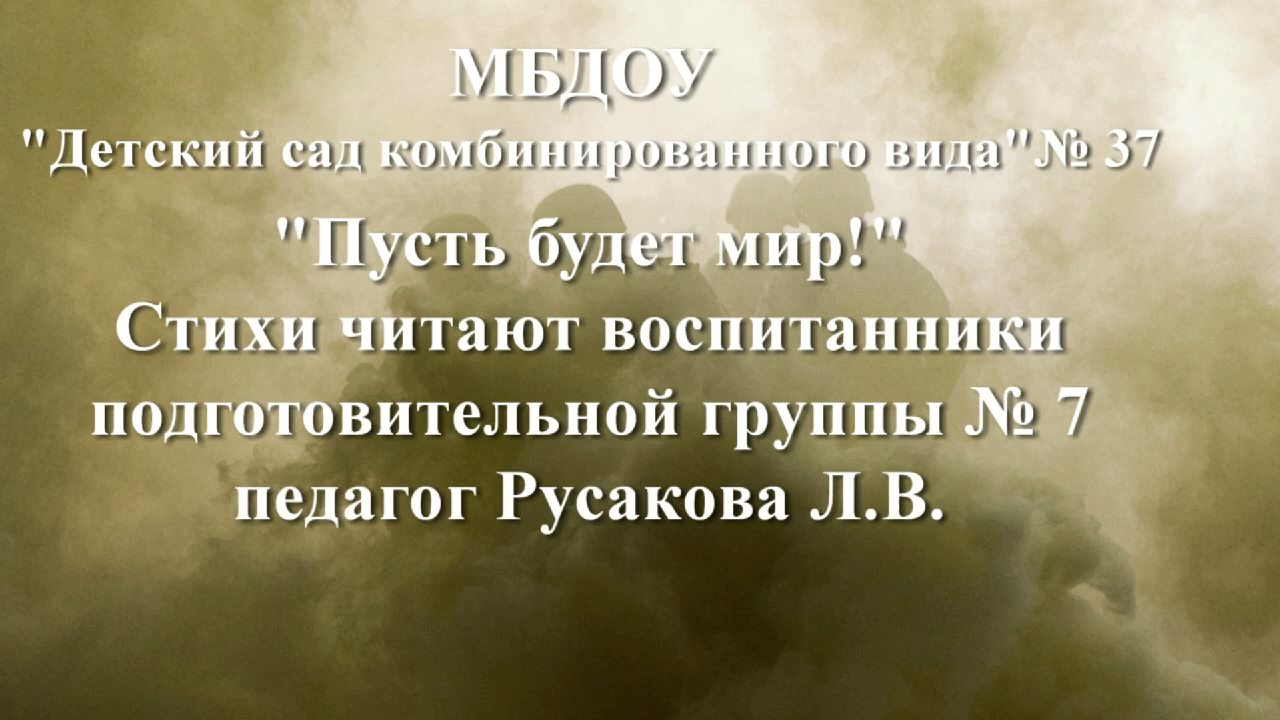 МБДОУ
"Детский сад комбинированного вида"№ 37
"Пусть будет мир!"
Стихи читают воспитанники
подготовительной группы № 7
педагог Русакова Л.В.